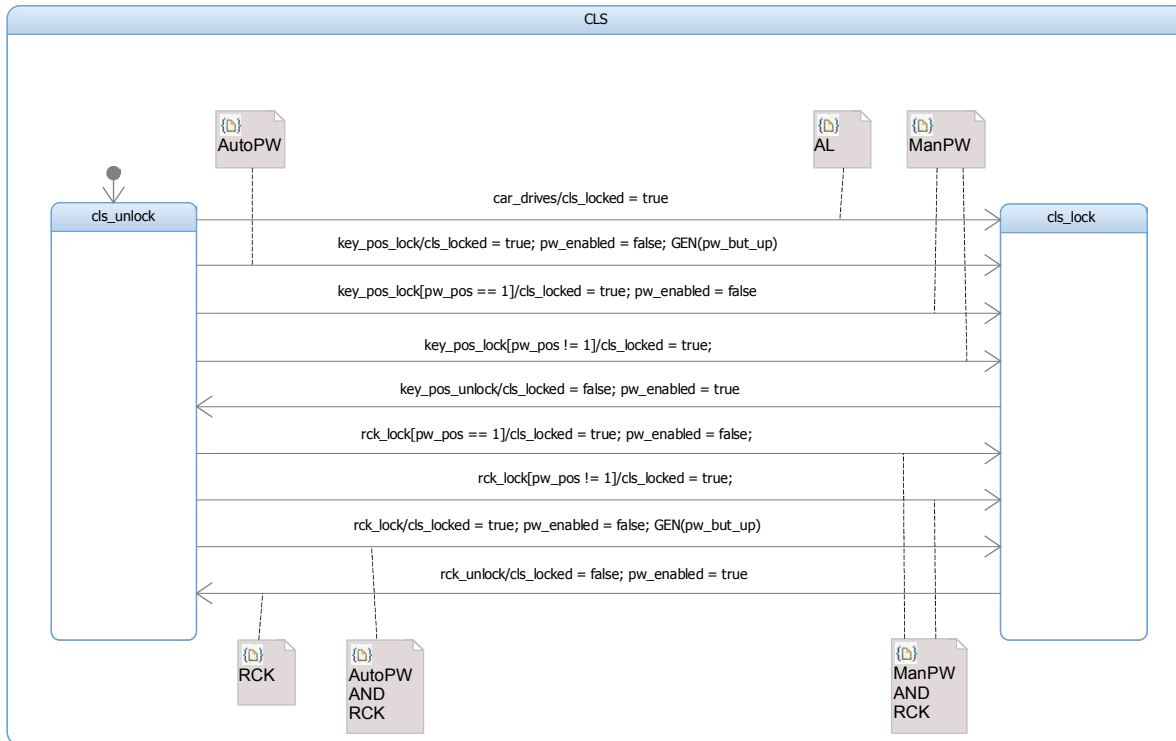 CLS
AutoPW
AL
ManPW
car_drives/cls_locked = true
cls_unlock
cls_lock
key_pos_lock/cls_locked = true; pw_enabled = false; GEN(pw_but_up)
key_pos_lock[pw_pos == 1]/cls_locked = true; pw_enabled = false
key_pos_lock[pw_pos != 1]/cls_locked = true;
key_pos_unlock/cls_locked = false; pw_enabled = true
rck_lock[pw_pos == 1]/cls_locked = true; pw_enabled = false;
rck_lock[pw_pos != 1]/cls_locked = true;
rck_lock/cls_locked = true; pw_enabled = false; GEN(pw_but_up)
rck_unlock/cls_locked = false; pw_enabled = true
RCK
AutoPW
AND
RCK
ManPW
AND
RCK